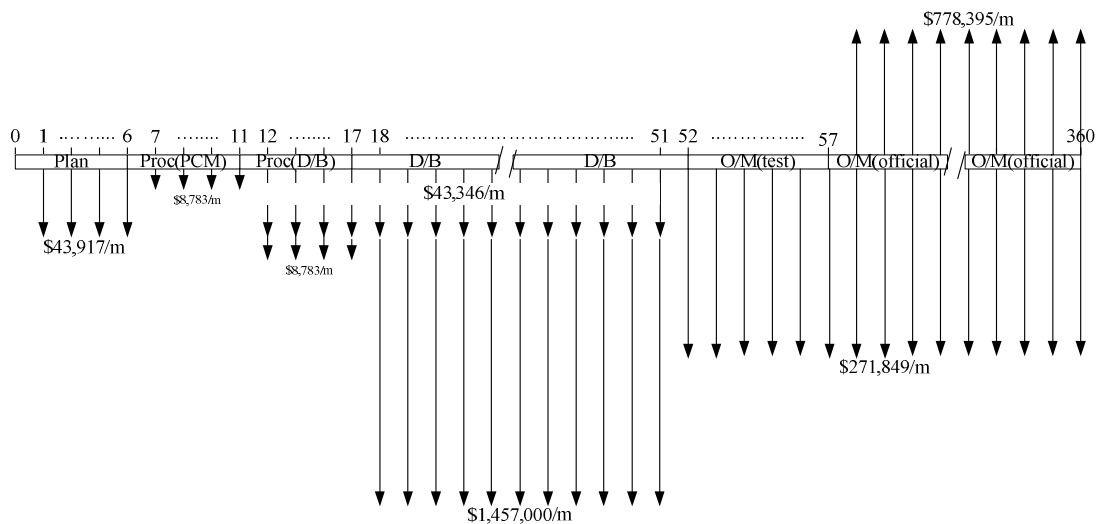 $778,395/m
0 1 ········· 6 7 ········ 11 12 ········ 17 18 ································ 51 52 ················ 57 360
Plan Proc(PCM) Proc(D/B) D/B D/B O/M(test) O/M(official) O/M(official)
$8,783/m
$43,346/m
$43,917/m
$8,783/m
$271,849/m
$1,457,000/m